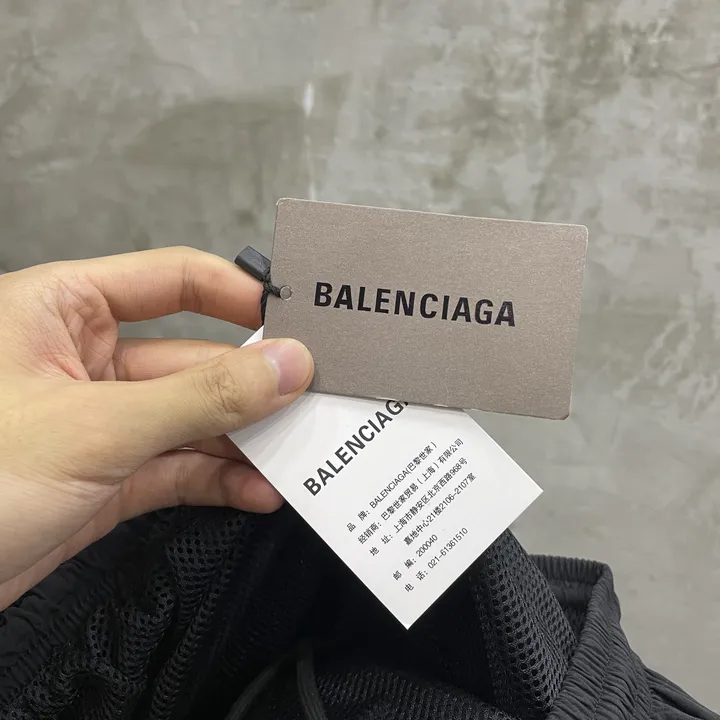 BALENCIAGA
BALENCIAGA
品 牌：BALENCIAGA(巴黎世家)
经销商：巴黎世家贸易（上海）有限公司
地 址：上海市静安区北京西路968号
嘉地中心21楼2106-2107室
邮 编：200040
电 话：021-61361510